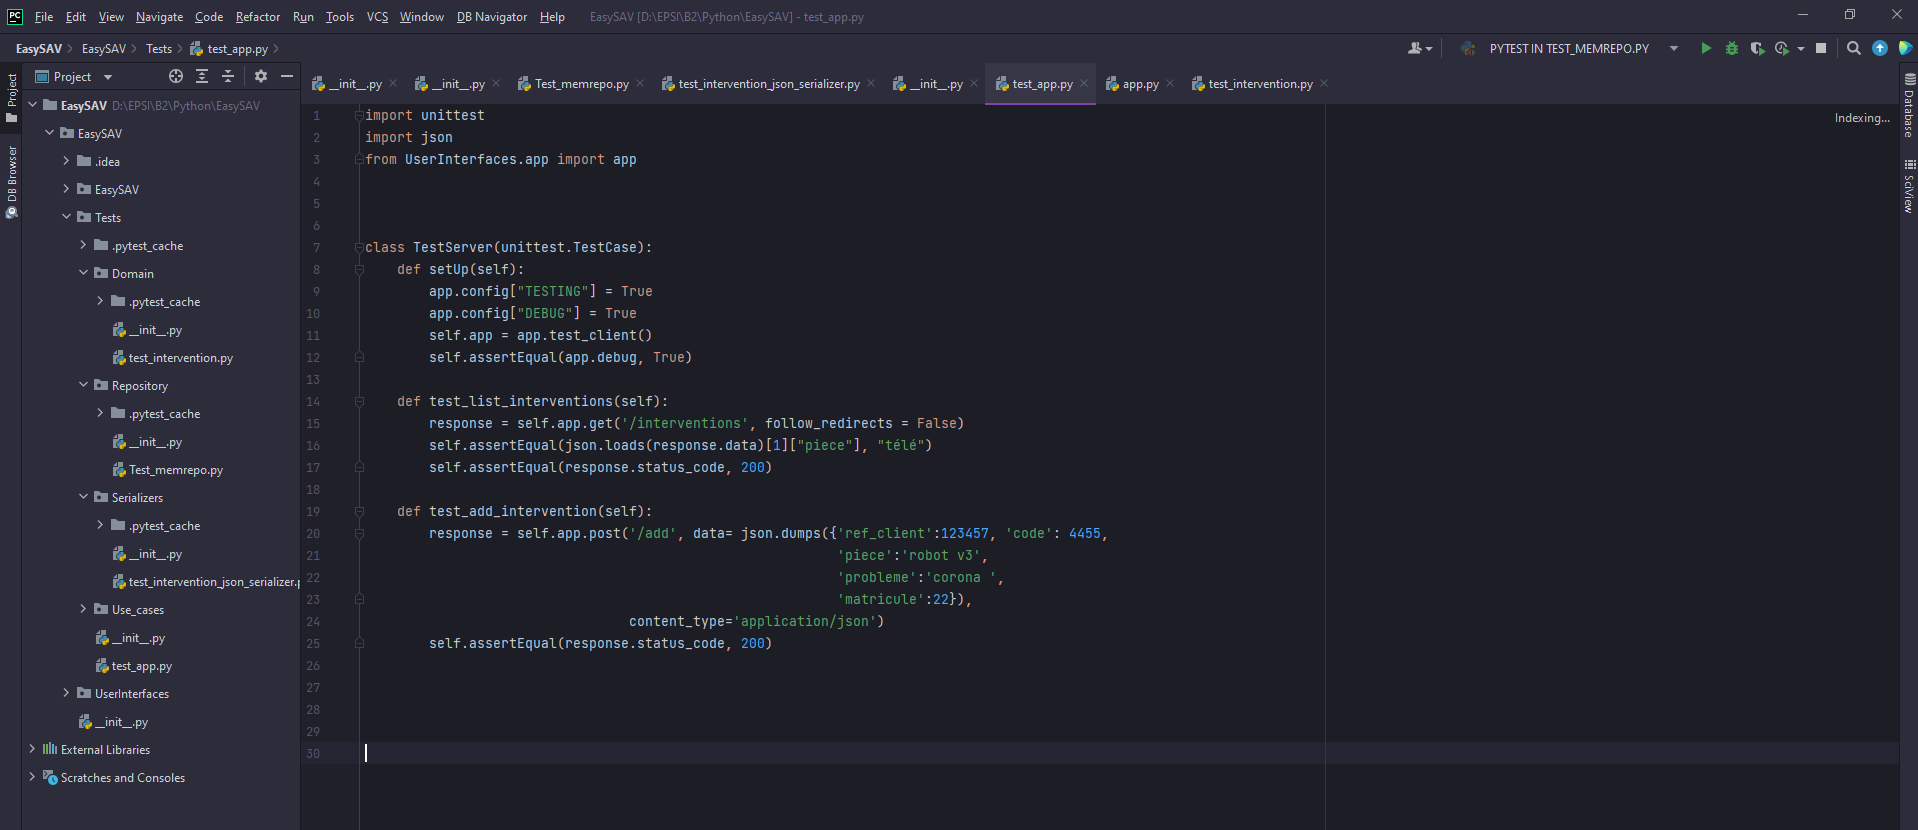 PC File Edit View Navigate Code Refactor Run Tools VCS Window DB Navigator Help EasySAV [D:\EPSI\B2\Python\EasySAV] - test_app.py
EasySAV EasySAV Tests test_app.py PYTEST IN TEST_MEMREPO.PY
Project
__init__.py __init__.py Test_memrepo.py test_intervention_json_serializer.py __init__.py test_app.py app.py test_intervention.py
Project
DB Browser
EasySAV D:\EPSI\B2\Python\EasySAV
EasySAV
.idea
EasySAV
Tests
.pytest_cache
Domain
.pytest_cache
__init__.py
test_intervention.py
Repository
.pytest_cache
__init__.py
Test_memrepo.py
Serializers
.pytest_cache
__init__.py
test_intervention_json_serializer.p
Use_cases
__init__.py
test_app.py
UserInterfaces
__init__.py
External Libraries
Scratches and Consoles
1 import unittest
2 import json
3 from UserInterfaces.app import app
4
5
6
7 class TestServer(unittest.TestCase):
8 def setUp(self):
9 app.config["TESTING"] = True
10 app.config["DEBUG"] = True
11 self.app = app.test_client()
12 self.assertEqual(app.debug, True)
13
14 def test_list_interventions(self):
15 response = self.app.get('/interventions', follow_redirects = False)
16 self.assertEqual(json.loads(response.data)[1]["piece"], "télé")
17 self.assertEqual(response.status_code, 200)
18
19 def test_add_intervention(self):
20 response = self.app.post('/add', data= json.dumps({'ref_client':123457, 'code': 4455,
21 'piece':'robot v3',
22 'probleme':'corona ',
23 'matricule':22}),
24 content_type='application/json')
25 self.assertEqual(response.status_code, 200)
26
27
28
29
30
Indexing...
Database
SciView